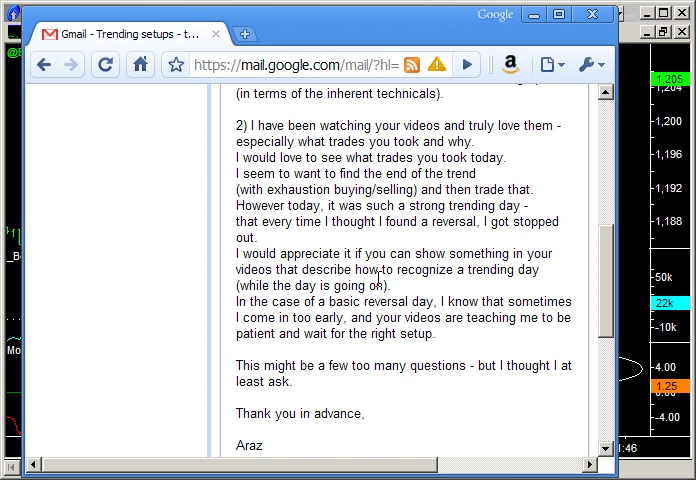 Google
Gmail - Trending setups - t...
https://mail.google.com/mail/?hl=
(in terms of the inherent technicals).
2) I have been watching your videos and truly love them -
especially what trades you took and why.
I would love to see what trades you took today.
I seem to want to find the end of the trend
(with exhaustion buying/selling) and then trade that.
However today, it was such a strong trending day -
that every time I thought I found a reversal, I got stopped
out.
I would appreciate it if you can show something in your
videos that describe how to recognize a trending day
(while the day is going on).
In the case of a basic reversal day, I know that sometimes
I come in too early, and your videos are teaching me to be
patient and wait for the right setup.
This might be a few too many questions - but I thought I at
least ask.
Thank you in advance,
Araz
1,205
1,204
1,200
1,196
1,192
1,188
50k
22k
-10k
4.00
1.25
0.00
-4.00
1:46
@E
_Bo
Mo